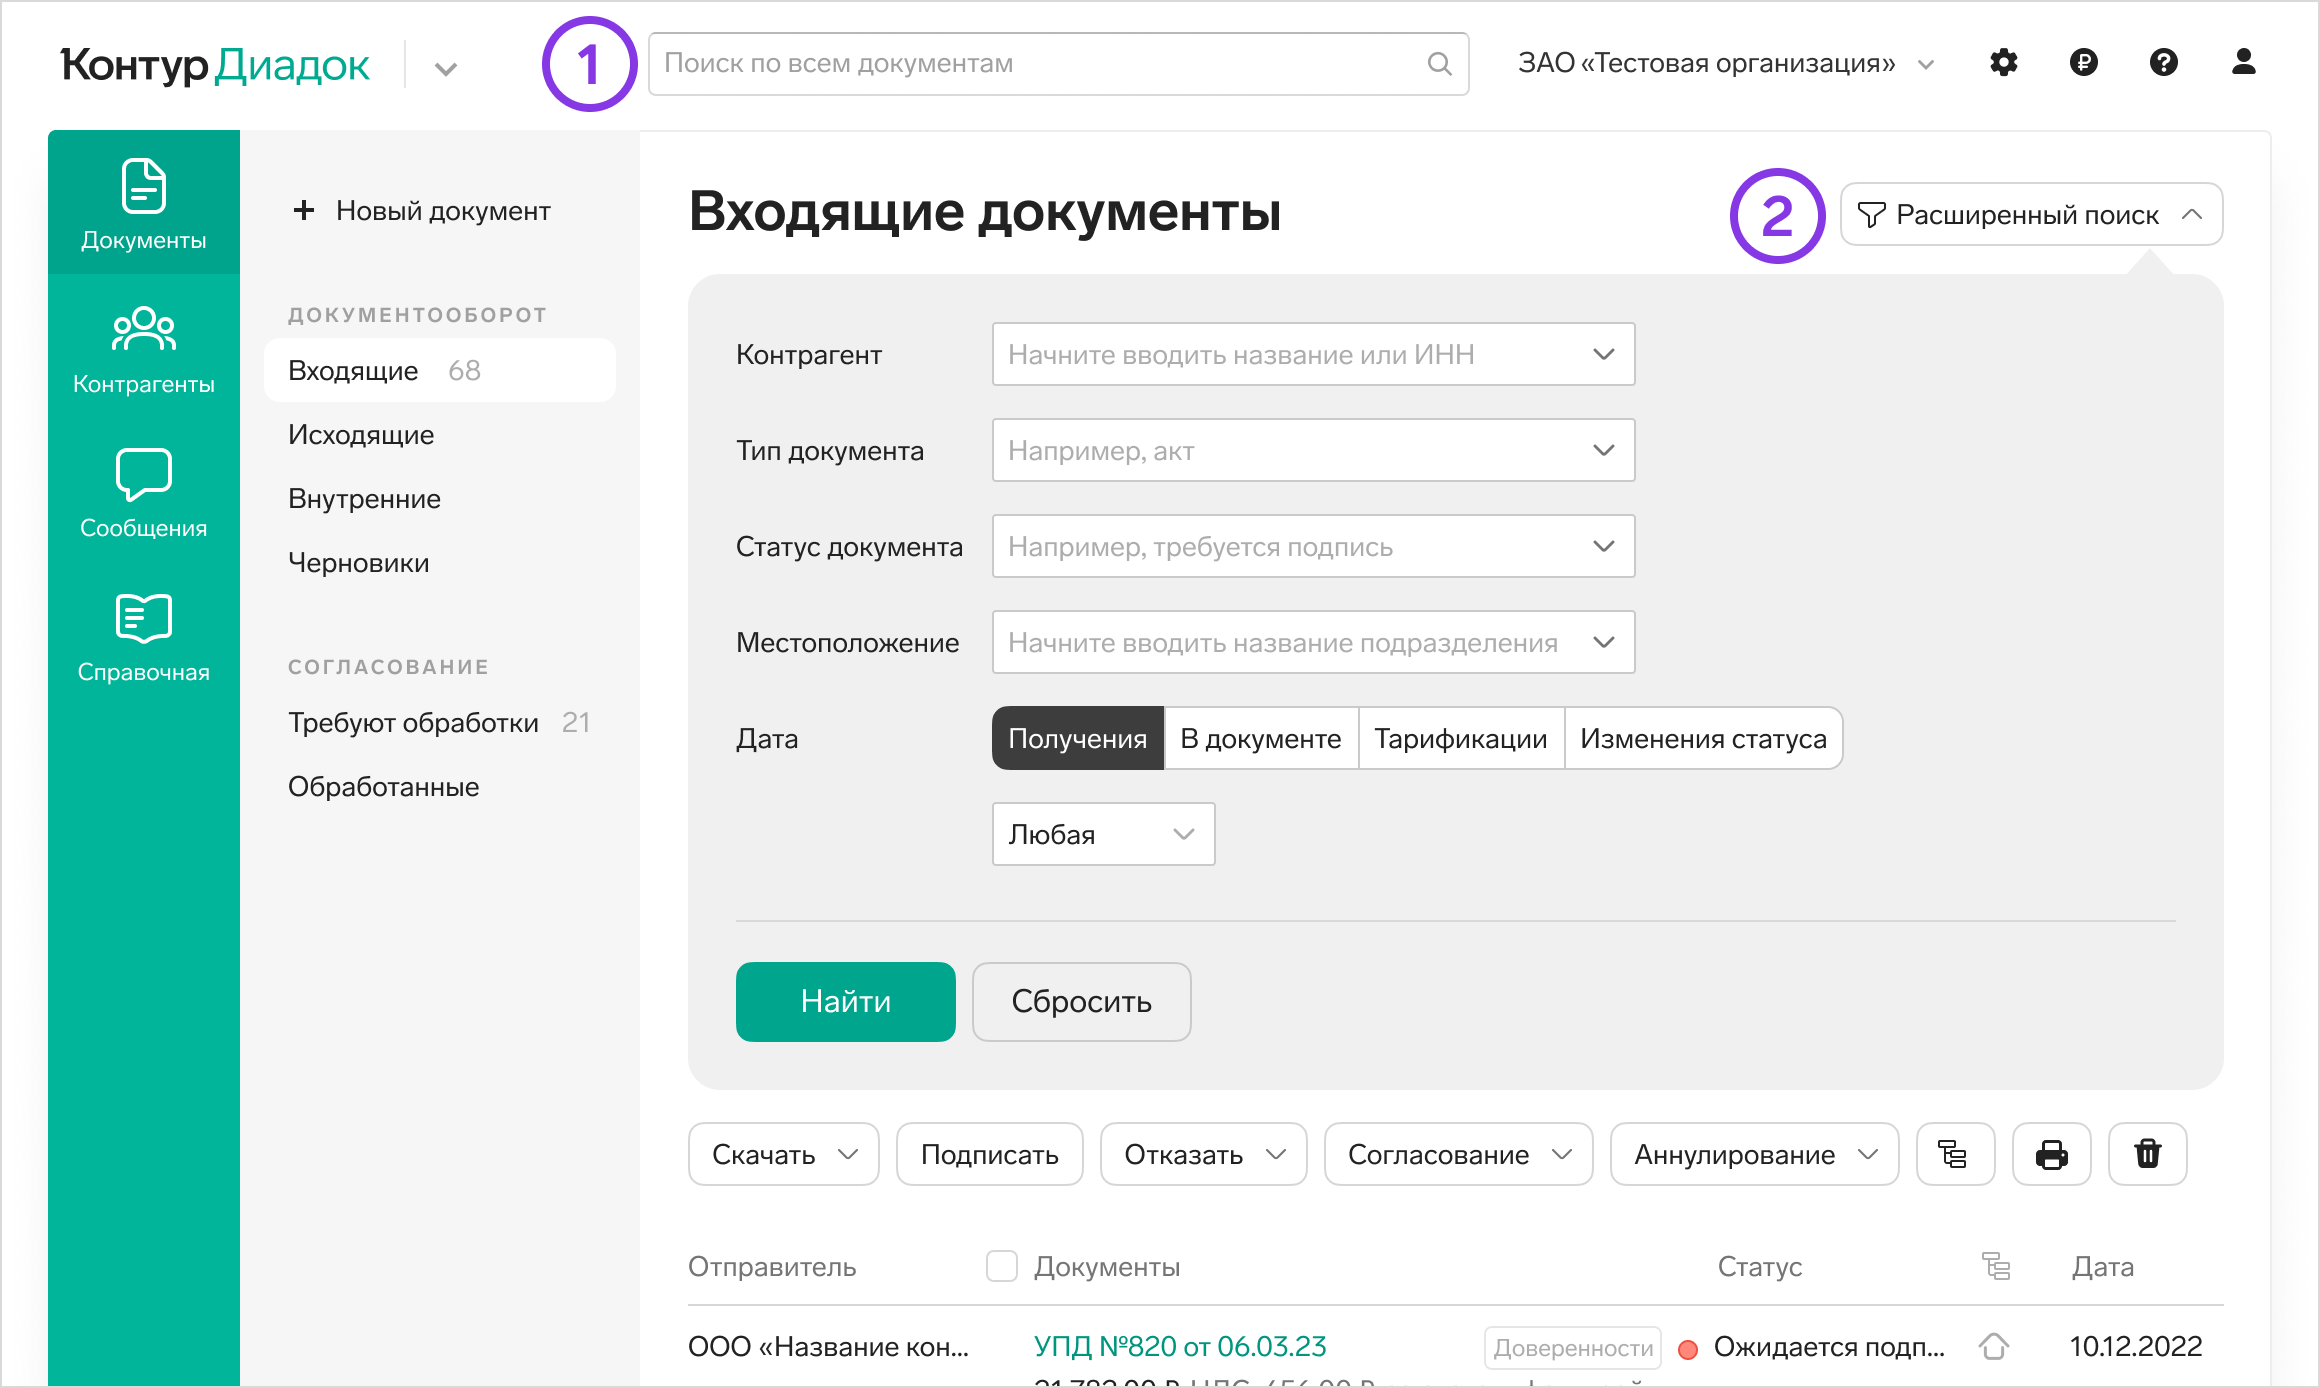 Контур Диадок
1
Поиск по всем документам
ЗАО «Тестовая организация»
Документы
Контрагенты
Сообщения
Справочная
+ Новый документ
ДОКУМЕНТООБОРОТ
Входящие 68
Исходящие
Внутренние
Черновики
СОГЛАСОВАНИЕ
Требуют обработки 21
Обработанные
Входящие документы
2
Расширенный поиск
Контрагент Начните вводить название или ИНН
Тип документа Например, акт
Статус документа Например, требуется подпись
Местоположение Начните вводить название подразделения
Дата Получения В документе Тарификации Изменения статуса
Любая
Найти Сбросить
Скачать Подписать Отказать Согласование Аннулирование
Отправитель Документы Статус Дата
ООО «Название кон... УПД №820 от 06.03.23 Доверенности Ожидается подп... 10.12.2022